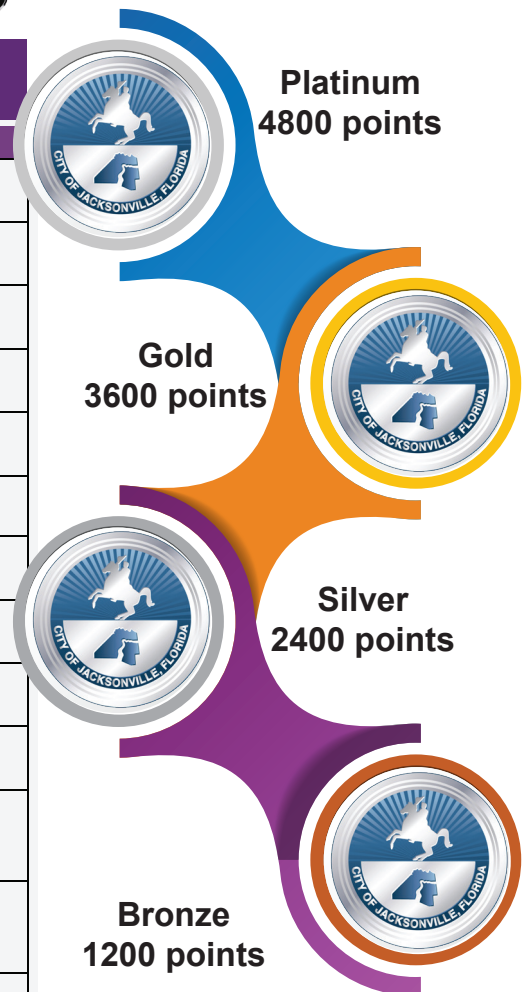 Platinum
4800 points
CITY OF JACKSONVILLE, FLORIDA
Gold
3600 points
CITY OF JACKSONVILLE, FLORIDA
Silver
2400 points
CITY OF JACKSONVILLE, FLORIDA
Bronze
1200 points
CITY OF JACKSONVILLE, FLORIDA